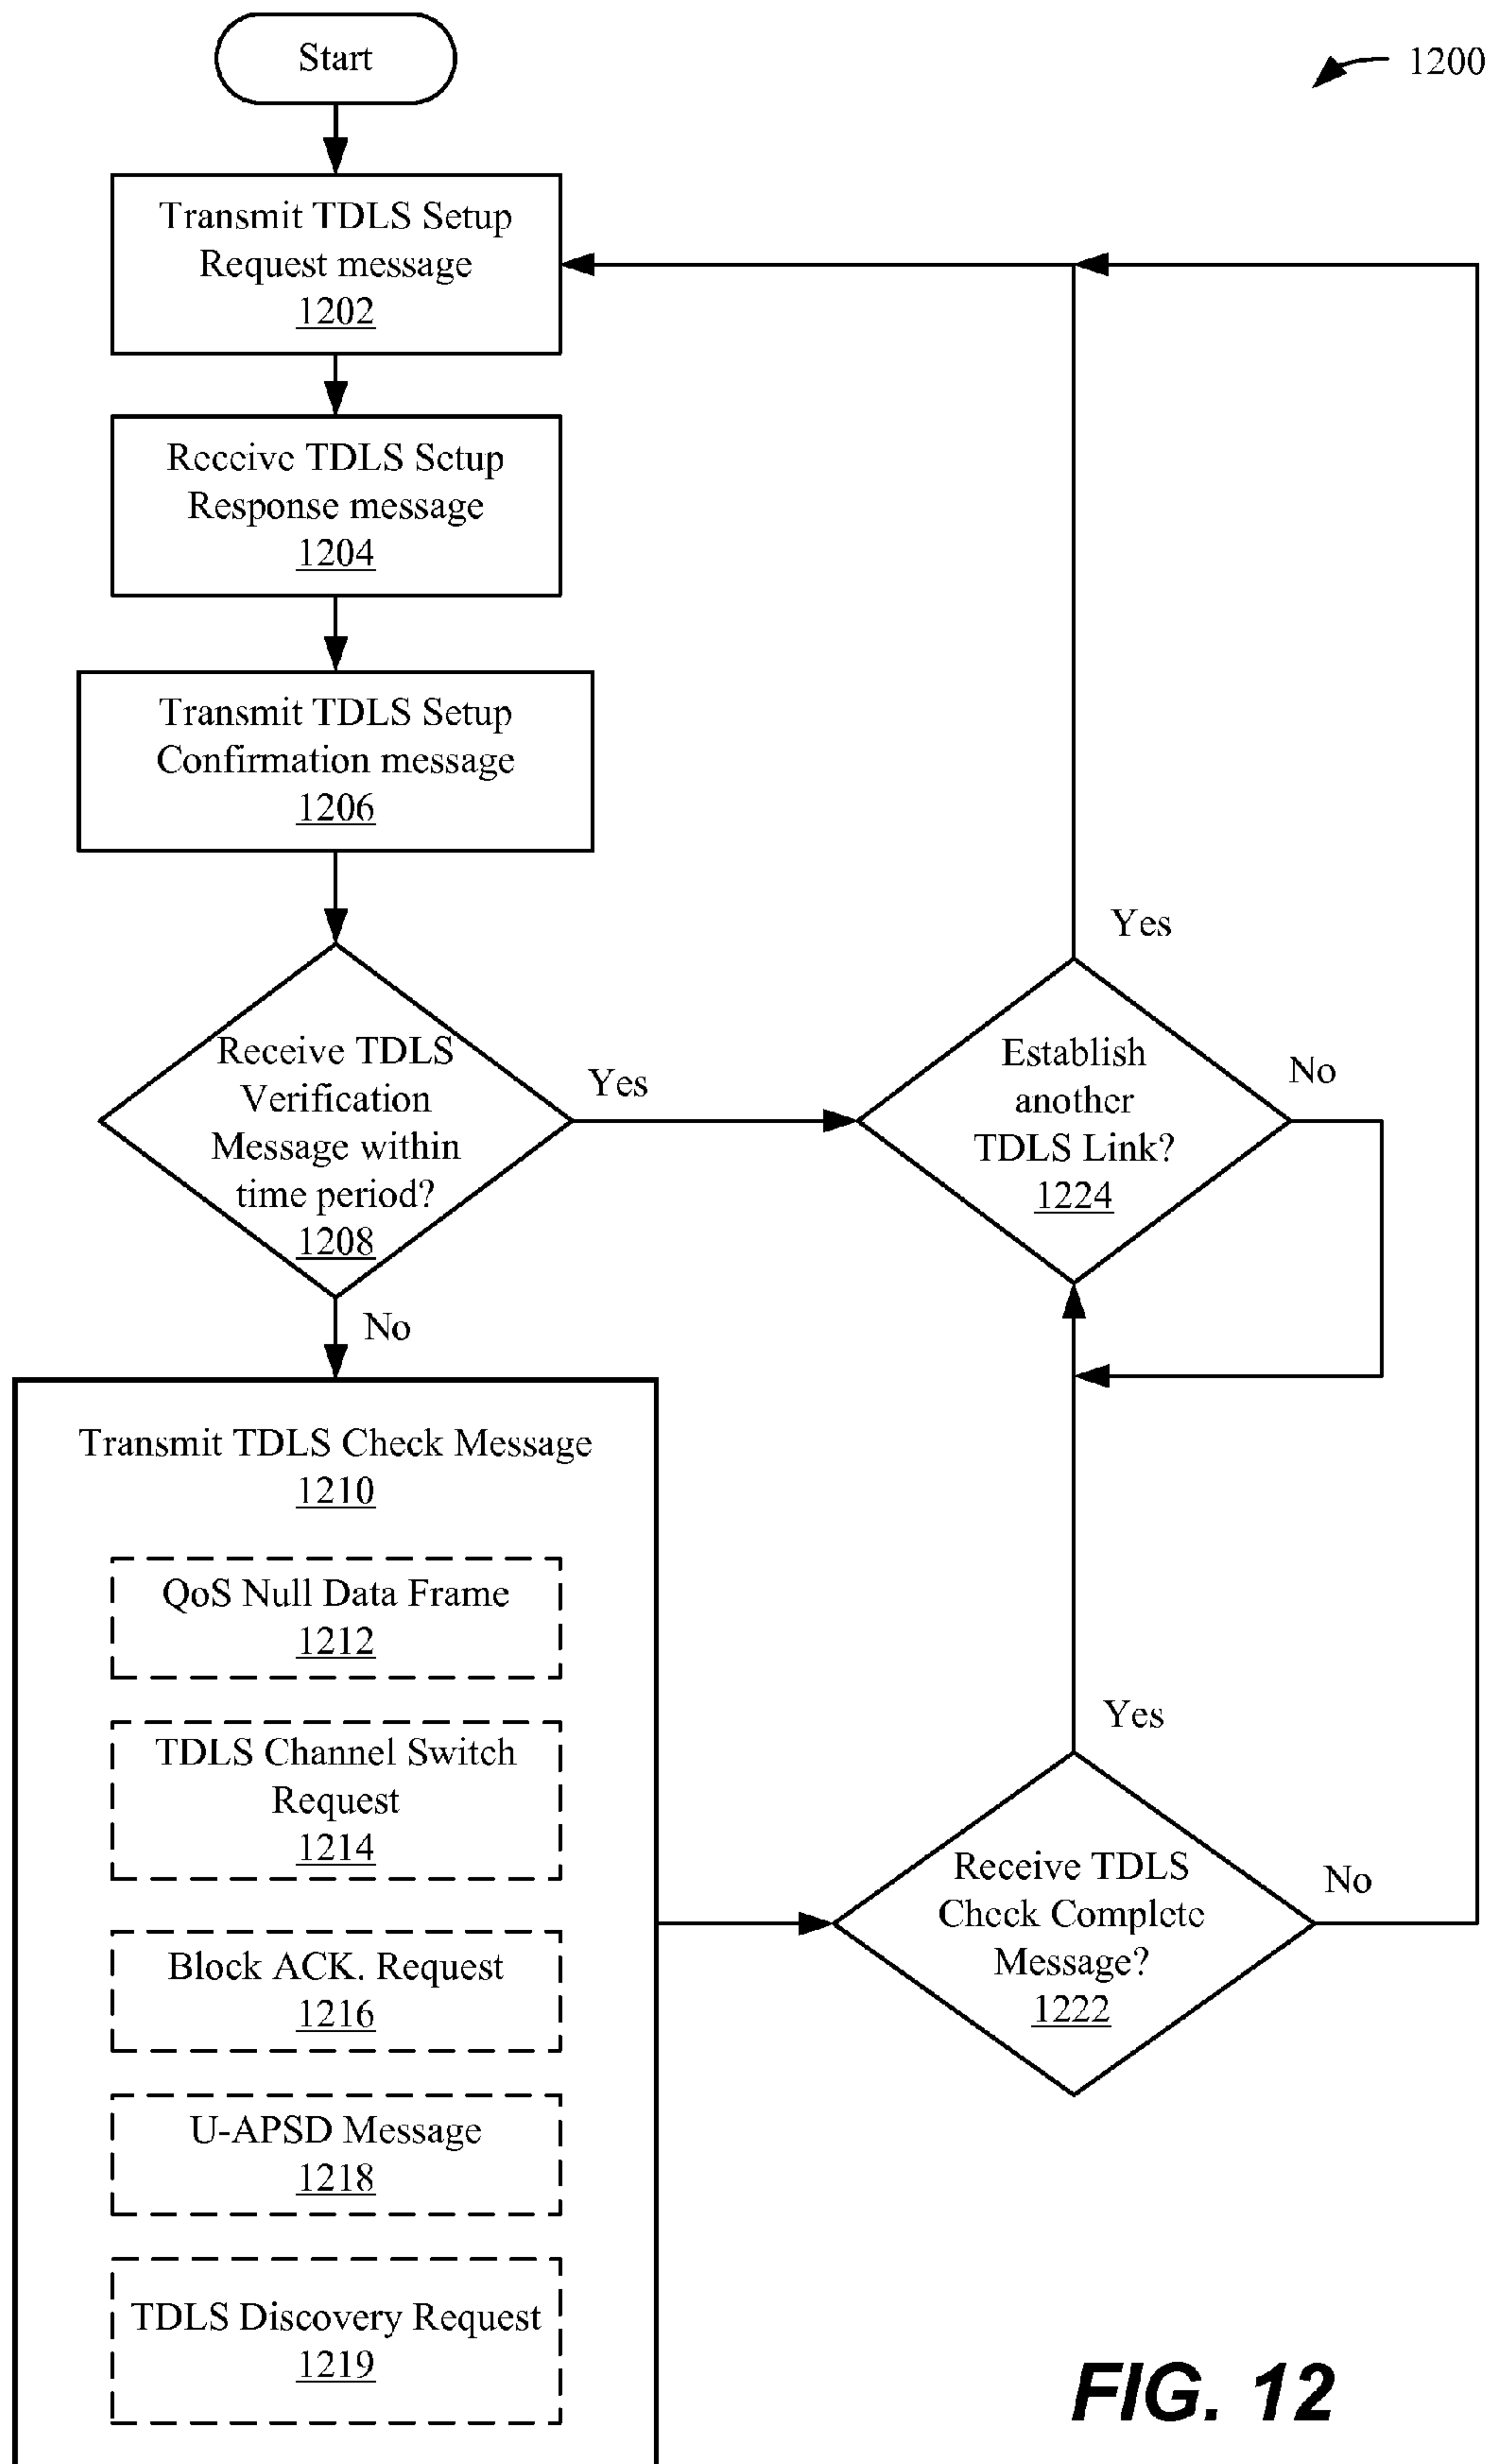 Start
1200
Transmit TDLS Setup
Request message
1202
Receive TDLS Setup
Response message
1204
Transmit TDLS Setup
Confirmation message
1206
Receive TDLS
Verification
Message within
time period?
1208
Yes
No
Establish
another
TDLS Link?
1224
Yes
No
Transmit TDLS Check Message
1210
QoS Null Data Frame
1212
TDLS Channel Switch
Request
1214
Block ACK. Request
1216
U-APSD Message
1218
TDLS Discovery Request
1219
Receive TDLS
Check Complete
Message?
1222
Yes
No
FIG. 12